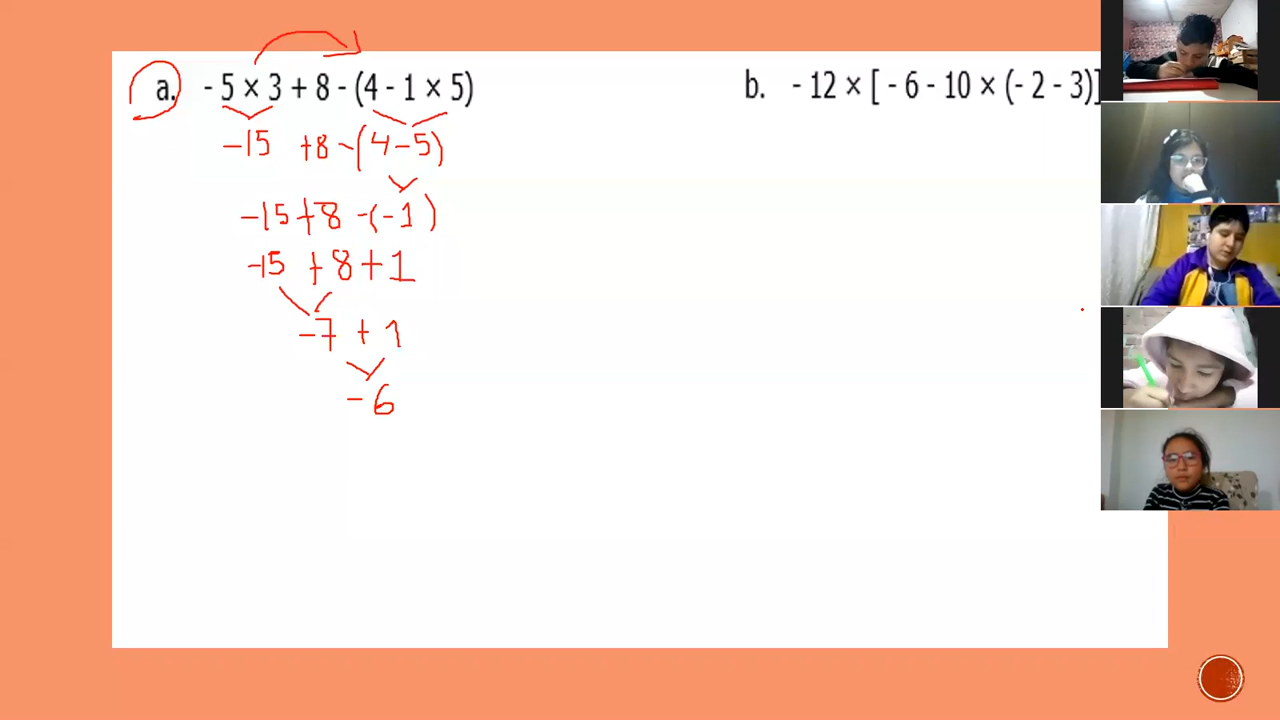 a. - 5 × 3 + 8 - (4 - 1 × 5)
-15 +8 -(4-5)
-15+8 -(-1)
-15 +8+1
-7 + 1
-6
b. - 12 × [ - 6 - 10 × (- 2 - 3)]